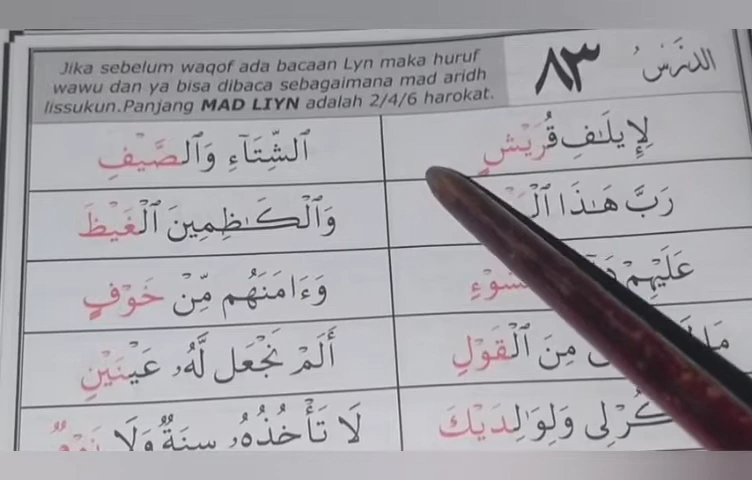 الدرس ٨٣
Jika sebelum waqof ada bacaan Lyn maka huruf
wawu dan ya bisa dibaca sebagaimana mad aridh
lissukun.Panjang MAD LIYN adalah 2/4/6 harokat.
لِإِيلَـٰفِ قُرَيْشٍ
ٱلشِّتَآءِ وَٱلصَّيْفِ
رَبَّ هَـٰذَا
وَٱلْكَـٰظِمِينَ ٱلْغَيْظَ
عَلَيْهِمْ
وَءَامَنَهُم مِّنْ خَوْفٍ
مِنَ ٱلْقَوْلِ
أَلَمْ نَجْعَل لَّهُۥ عَيْنَيْنِ
وَلِوَٰلِدَيْكَ
لَا تَأْخُذُهُۥ سِنَةٌ وَلَا نَوْمٌ